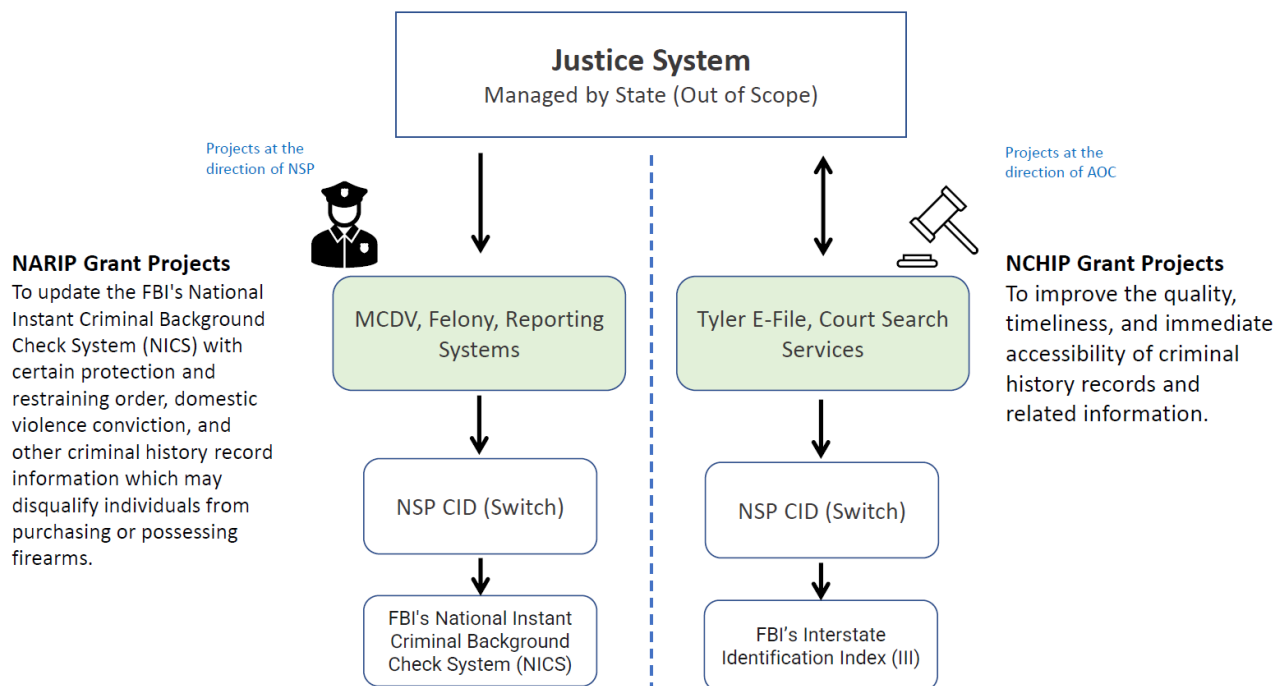 Justice System
Managed by State (Out of Scope)
Projects at the
direction of NSP
Projects at the
direction of AOC
NARIP Grant Projects
To update the FBI's National
Instant Criminal Background
Check System (NICS) with
certain protection and
restraining order, domestic
violence conviction, and
other criminal history record
information which may
disqualify individuals from
purchasing or possessing
firearms.
MCDV, Felony, Reporting
Systems
NSP CID (Switch)
FBI's National Instant
Criminal Background
Check System (NICS)
Tyler E-File, Court Search
Services
NSP CID (Switch)
FBI’s Interstate
Identification Index (III)
NCHIP Grant Projects
To improve the quality,
timeliness, and immediate
accessibility of criminal
history records and
related information.